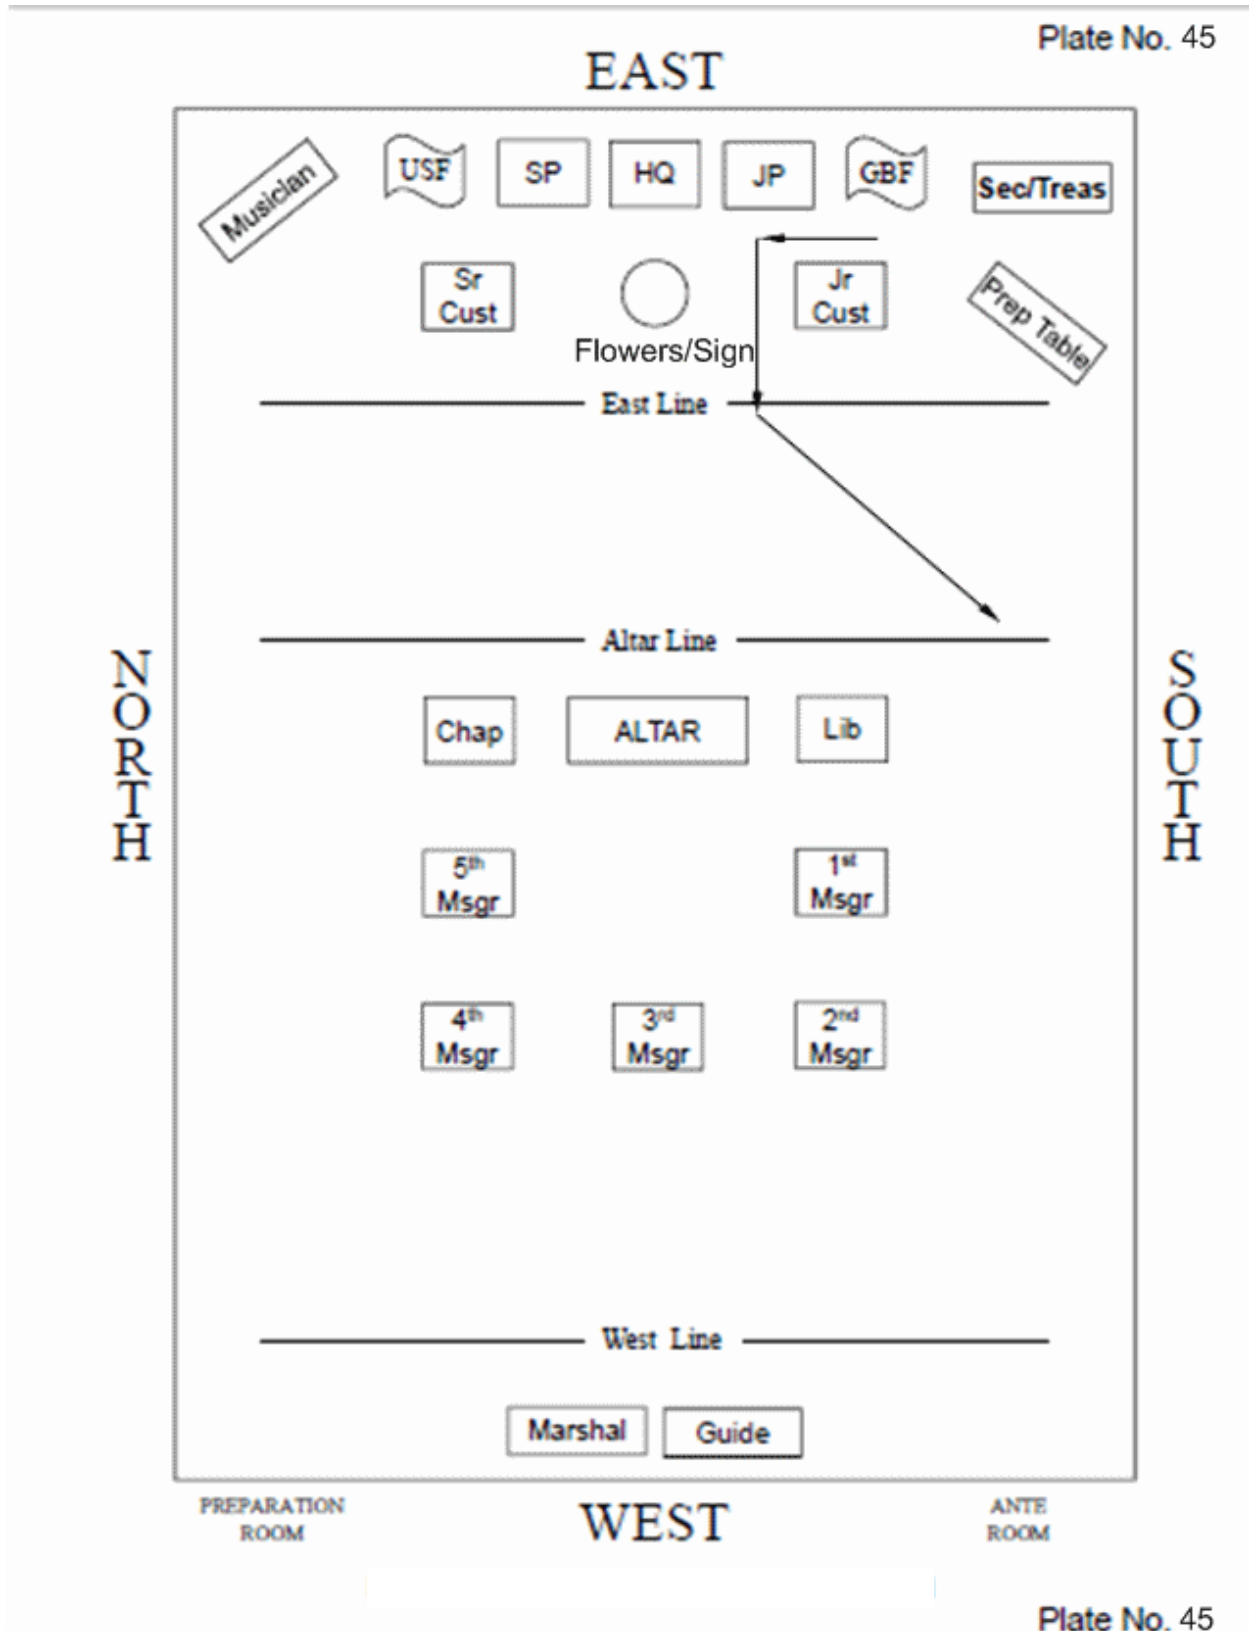 Plate No. 45
EAST
Musician
USF
SP
HQ
JP
GBF
Sec/Treas
Sr
Cust
Flowers/Sign
Jr
Cust
Prep Table
East Line
Altar Line
NORTH
SOUTH
Chap
ALTAR
Lib
5th
Msgr
1st
Msgr
4th
Msgr
3rd
Msgr
2nd
Msgr
West Line
Marshal
Guide
PREPARATION
ROOM
WEST
ANTE
ROOM
Plate No. 45